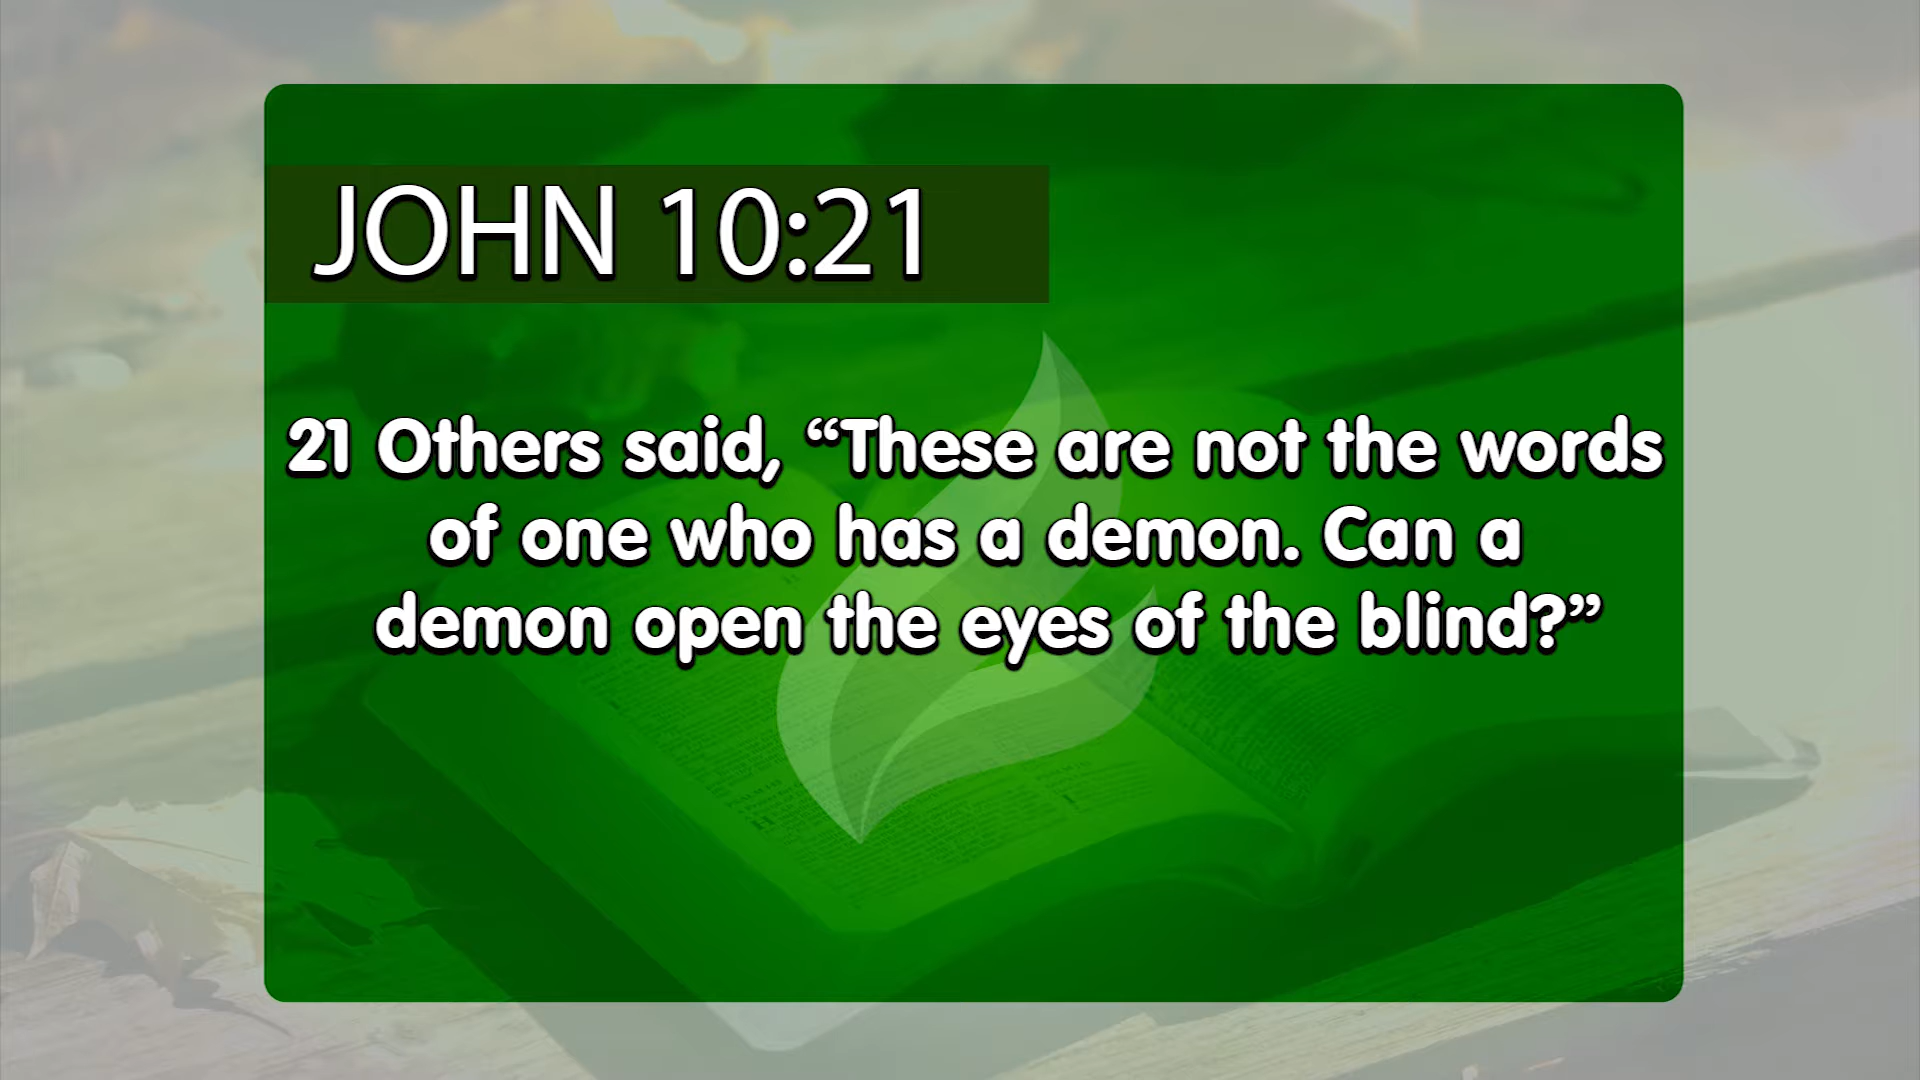 JOHN 10:21
21 Others said, “These are not the words
of one who has a demon. Can a
demon open the eyes of the blind?”